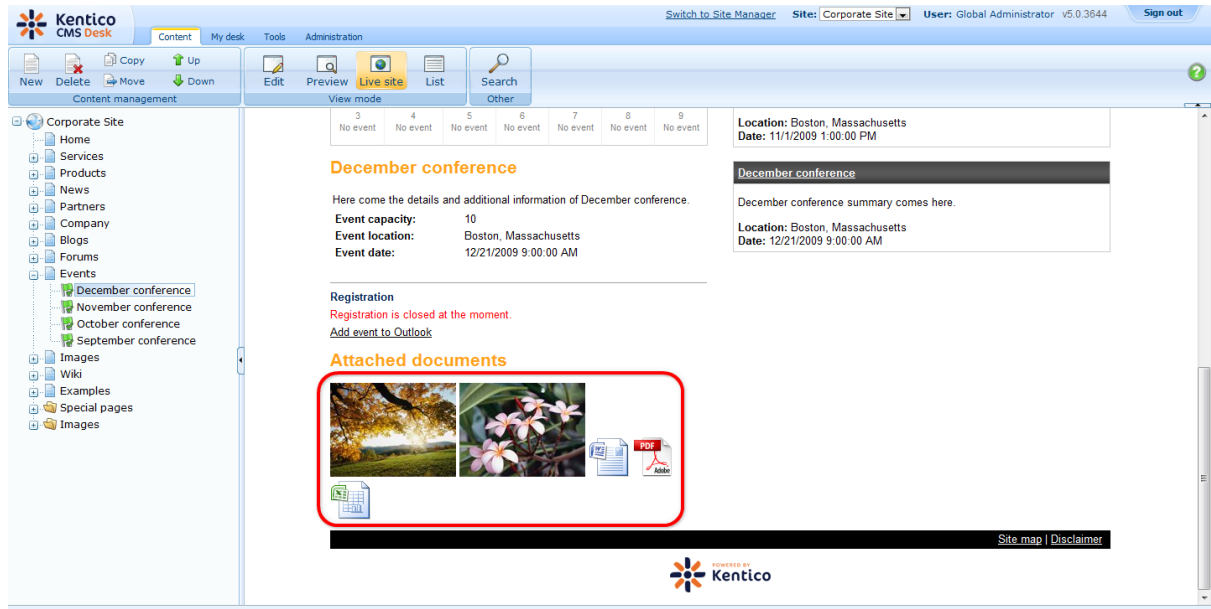 Kentico
CMS Desk
Switch to Site Manager Site: Corporate Site User: Global Administrator v5.0.3644 Sign out
Content My desk Tools Administration
New Delete Copy Move Up Down
Content management
Edit Preview Live site List
View mode
Search
Other
Corporate Site
Home
Services
Products
News
Partners
Company
Blogs
Forums
Events
December conference
November conference
October conference
September conference
Images
Wiki
Examples
Special pages
Images
3 4 5 6 7 8 9
No event No event No event No event No event No event No event
December conference
Here come the details and additional information of December conference.
Event capacity: 10
Event location: Boston, Massachusetts
Event date: 12/21/2009 9:00:00 AM
Registration
Registration is closed at the moment.
Add event to Outlook
Attached documents
PDF
Adobe
Location: Boston, Massachusetts
Date: 11/1/2009 1:00:00 PM
December conference
December conference summary comes here.
Location: Boston, Massachusetts
Date: 12/21/2009 9:00:00 AM
Site map | Disclaimer
POWERED BY
Kentico